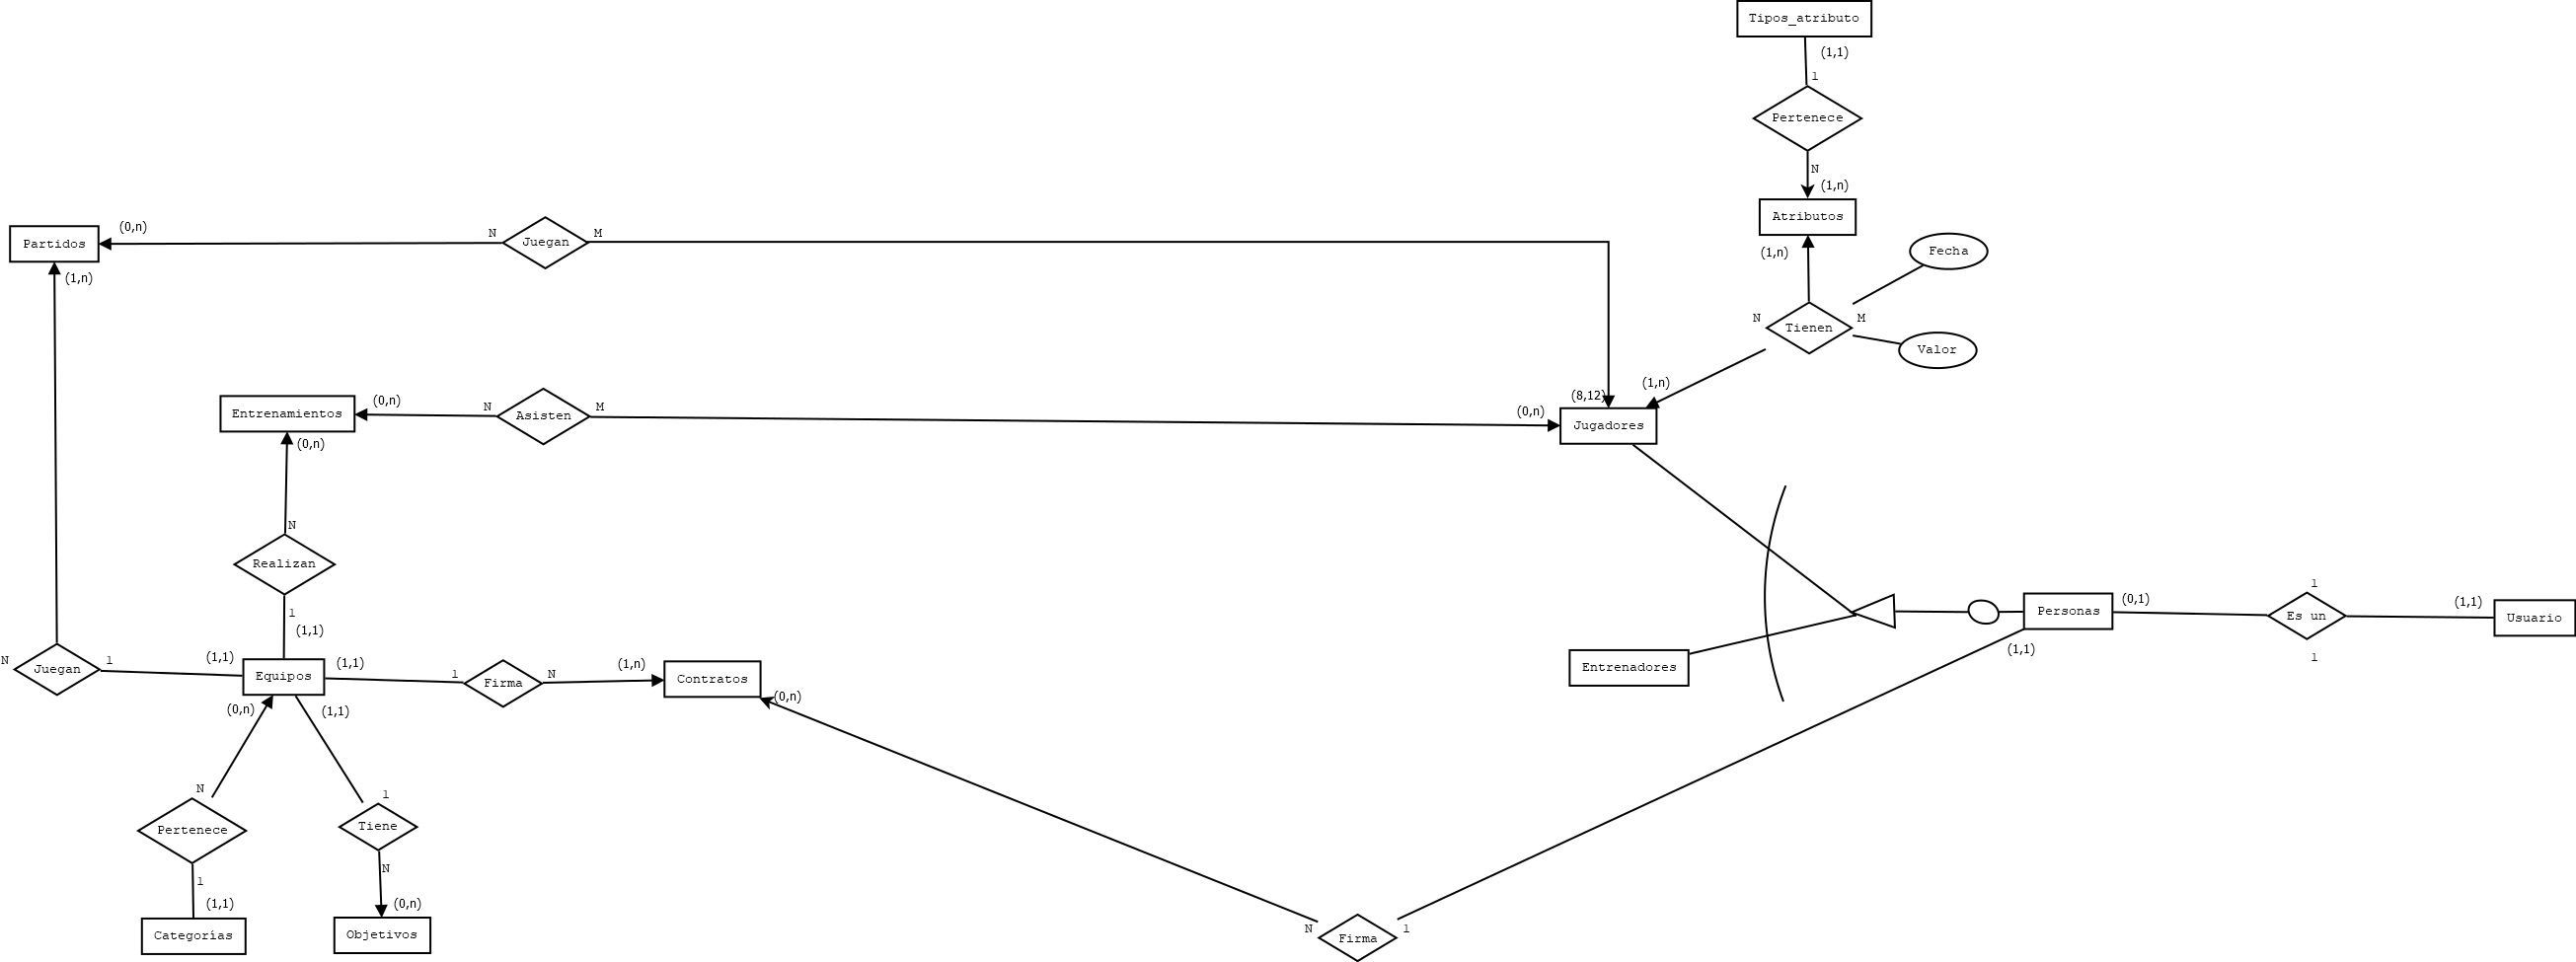 Tipos_atributo
(1,1)
1
Pertenece
N
(1,n)
Atributos
(1,n)
Fecha
N
Tienen
M
Valor
(1,n)
Partidos
(0,n)
N
Juegan
M
(8,12)
(1,n)
Entrenamientos
(0,n)
N
Asisten
M
(0,n)
Jugadores
(0,n)
N
Realizan
1
(1,1)
N
Juegan
1
(1,1)
Equipos
(1,1)
1
Firma
N
(1,n)
Contratos
(0,n)
Entrenadores
Personas
(0,1)
1
Es un
1
(1,1)
Usuario
(1,1)
(0,n)
(1,1)
N
Pertenece
1
(1,1)
Categorías
1
Tiene
N
(0,n)
Objetivos
N
Firma
1